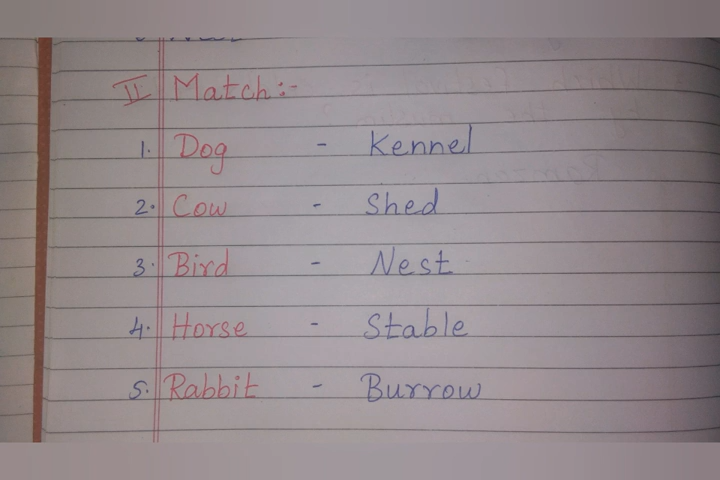 II Match:-
1. Dog - Kennel
2. Cow - Shed
3. Bird - Nest
4. Horse - Stable
5. Rabbit - Burrow